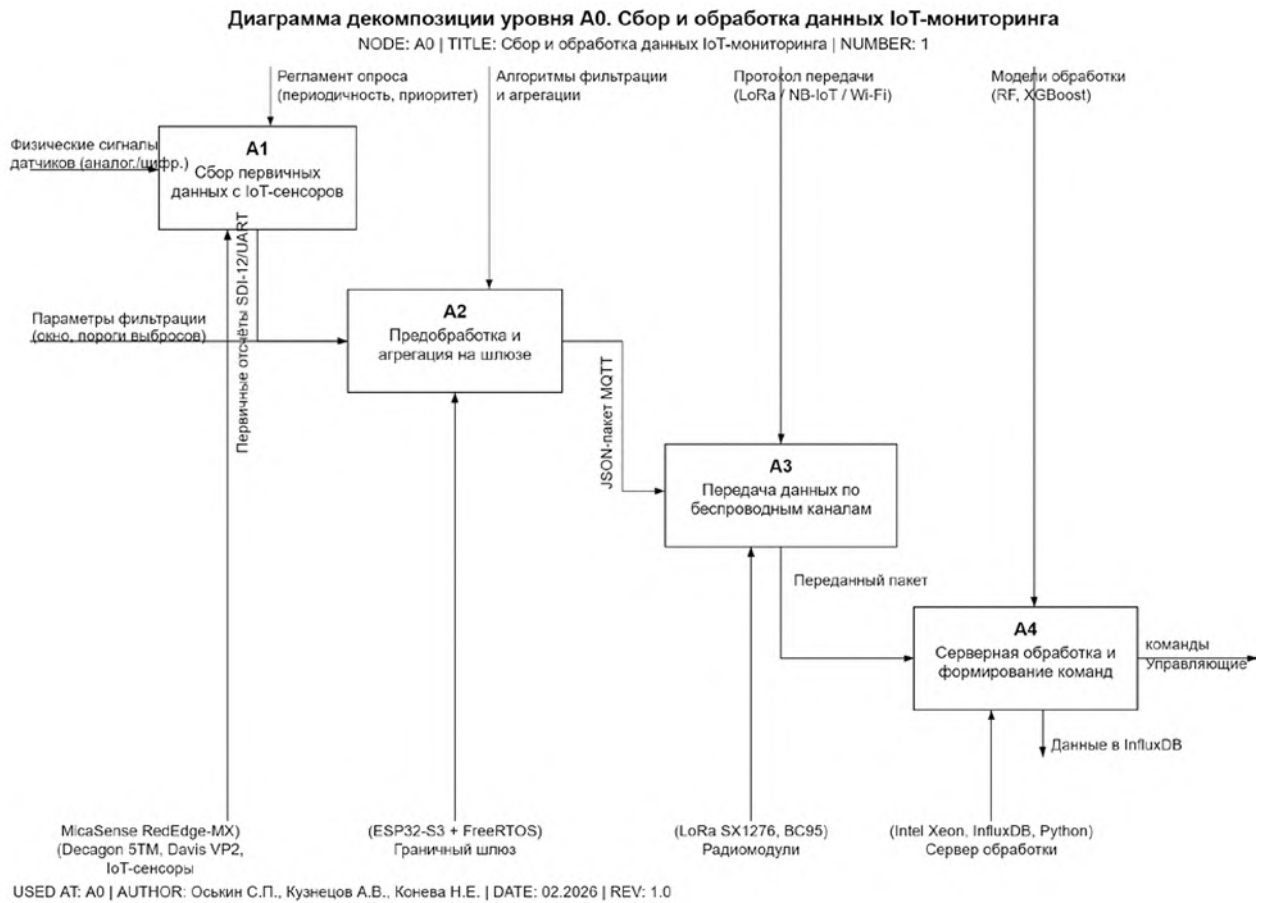 Диаграмма декомпозиции уровня А0. Сбор и обработка данных IoT-мониторинга
NODE: A0 | TITLE: Сбор и обработка данных IoT-мониторинга | NUMBER: 1
Регламент опроса
(периодичность, приоритет)
Алгоритмы фильтрации
и агрегации
Протокол передачи
(LoRa / NB-IoT / Wi-Fi)
Модели обработки
(RF, XGBoost)
Физические сигналы
датчиков (аналог./цифр.)
A1
Сбор первичных
данных с IoT-сенсоров
Первичные отсчёты SDI-12/UART
Параметры фильтрации
(окно, пороги выбросов)
A2
Предобработка и
агрегация на шлюзе
JSON-пакет MQTT
A3
Передача данных по
беспроводным каналам
Переданный пакет
A4
Серверная обработка и
формирование команд
команды
Управляющие
Данные в InfluxDB
MicaSense RedEdge-MX)
(Decagon 5TM, Davis VP2,
IoT-сенсоры
(ESP32-S3 + FreeRTOS)
Граничный шлюз
(LoRa SX1276, BC95)
Радиомодули
(Intel Xeon, InfluxDB, Python)
Сервер обработки
USED AT: A0 | AUTHOR: Оськин С.П., Кузнецов А.В., Конева Н.Е. | DATE: 02.2026 | REV: 1.0